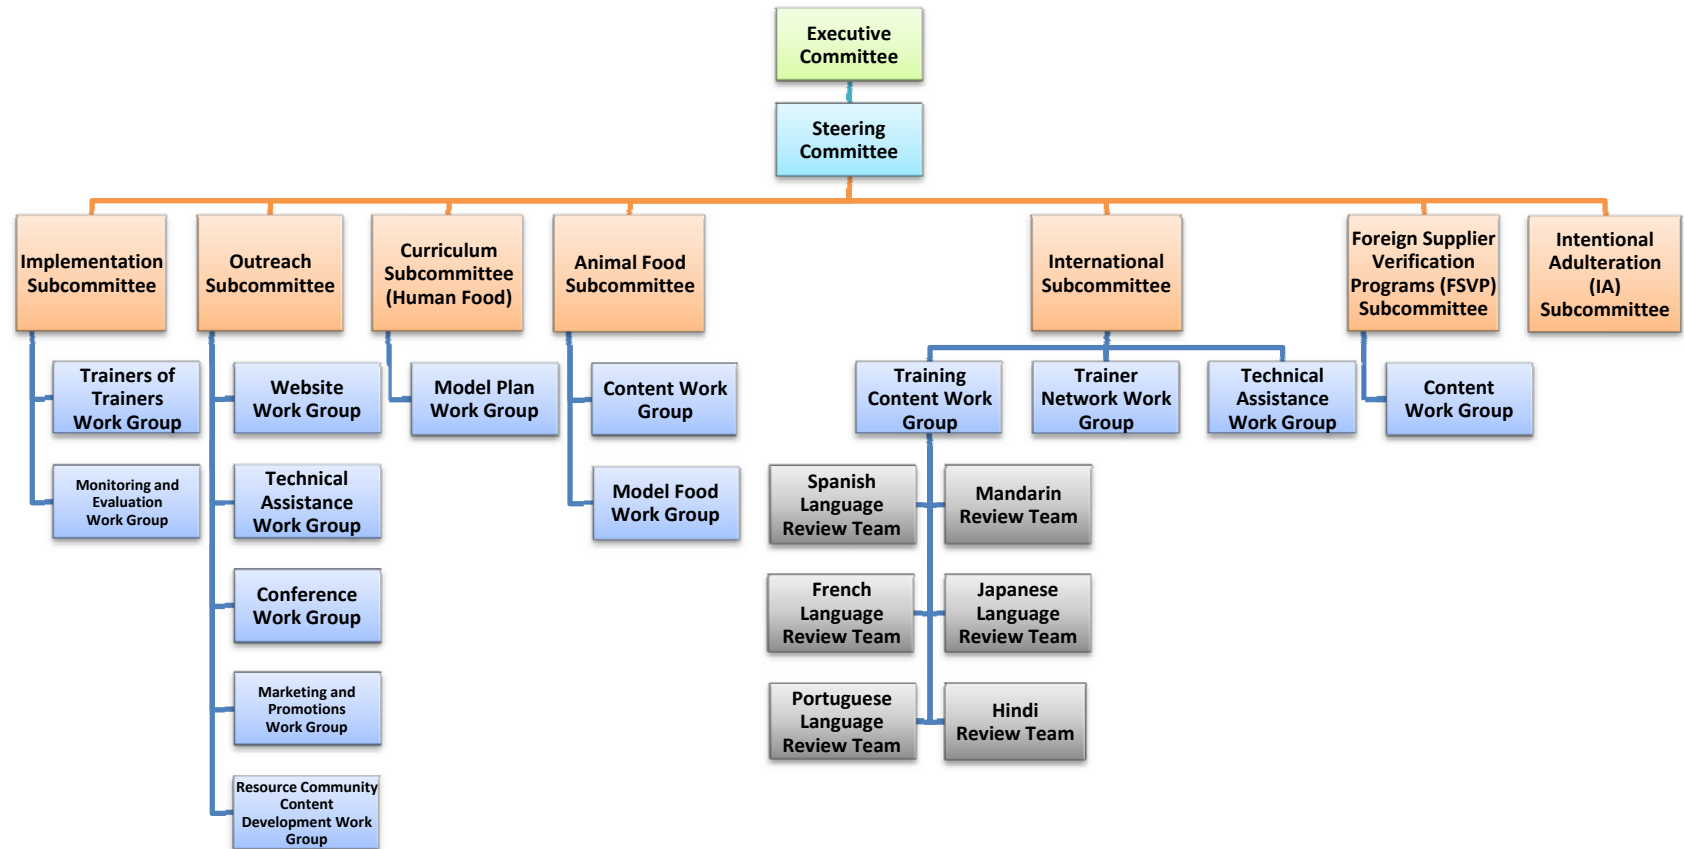 Executive
Committee
Steering
Committee
Implementation
Subcommittee
Outreach
Subcommittee
Curriculum
Subcommittee
(Human Food)
Animal Food
Subcommittee
International
Subcommittee
Foreign Supplier
Verification
Programs (FSVP)
Subcommittee
Intentional
Adulteration
(IA)
Subcommittee
Trainers of
Trainers
Work Group
Monitoring and
Evaluation
Work Group
Website
Work Group
Technical
Assistance
Work Group
Conference
Work Group
Marketing and
Promotions
Work Group
Resource Community
Content
Development Work
Group
Model Plan
Work Group
Content Work
Group
Model Food
Work Group
Training
Content Work
Group
Trainer
Network Work
Group
Technical
Assistance
Work Group
Content
Work Group
Spanish
Language
Review Team
Mandarin
Review Team
French
Language
Review Team
Japanese
Language
Review Team
Portuguese
Language
Review Team
Hindi
Review Team